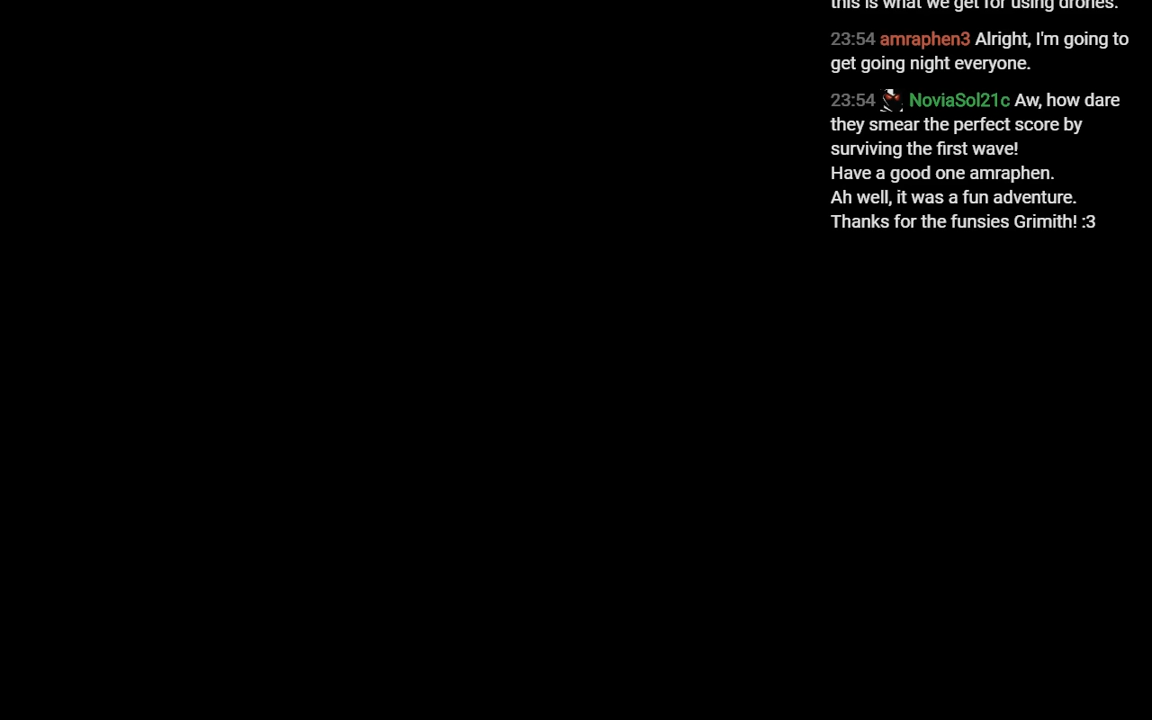 this is what we get for using drones.
23:54 amraphen3 Alright, I'm going to
get going night everyone.
23:54 NoviaSol21c Aw, how dare
they smear the perfect score by
surviving the first wave!
Have a good one amraphen.
Ah well, it was a fun adventure.
Thanks for the funsies Grimith! :3